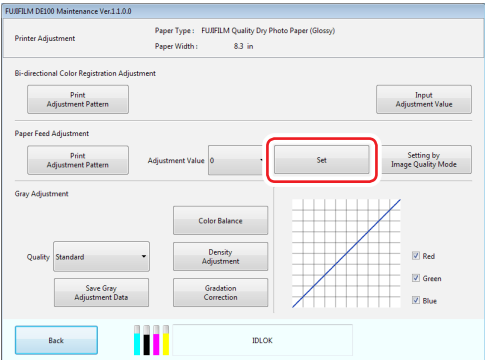 FUJIFILM DE100 Maintenance Ver.1.1.0.0
Printer Adjustment
Paper Type : FUJIFILM Quality Dry Photo Paper (Glossy)
Paper Width : 8.3 in
Bi-directional Color Registration Adjustment
Print
Adjustment Pattern
Input
Adjustment Value
Paper Feed Adjustment
Print
Adjustment Pattern
Adjustment Value 0
Set
Setting by
Image Quality Mode
Gray Adjustment
Color Balance
Quality Standard
Density
Adjustment
Save Gray
Adjustment Data
Gradation
Correction
Red
Green
Blue
Back
IDLOK